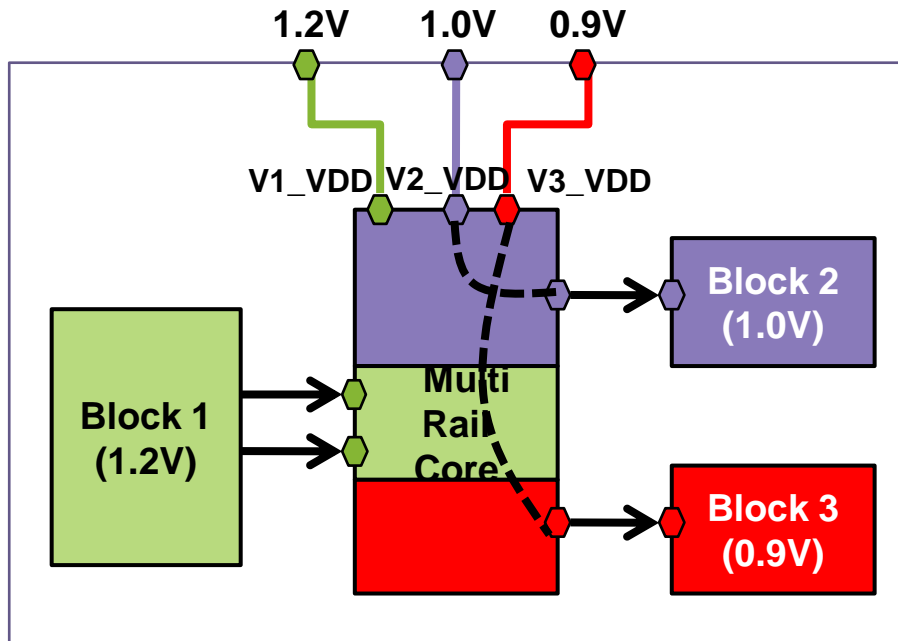 1.2V 1.0V 0.9V
V1_VDD V2_VDD V3_VDD
Block 2
(1.0V)
Multi
Rail
Core
Block 1
(1.2V)
Block 3
(0.9V)